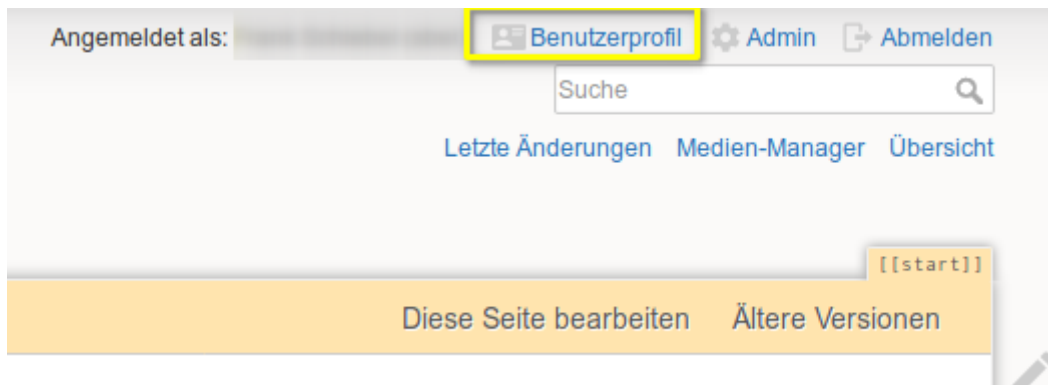 Angemeldet als: Benutzerprofil Admin Abmelden
Suche
Letzte Änderungen Medien-Manager Übersicht
[[start]]
Diese Seite bearbeiten Ältere Versionen